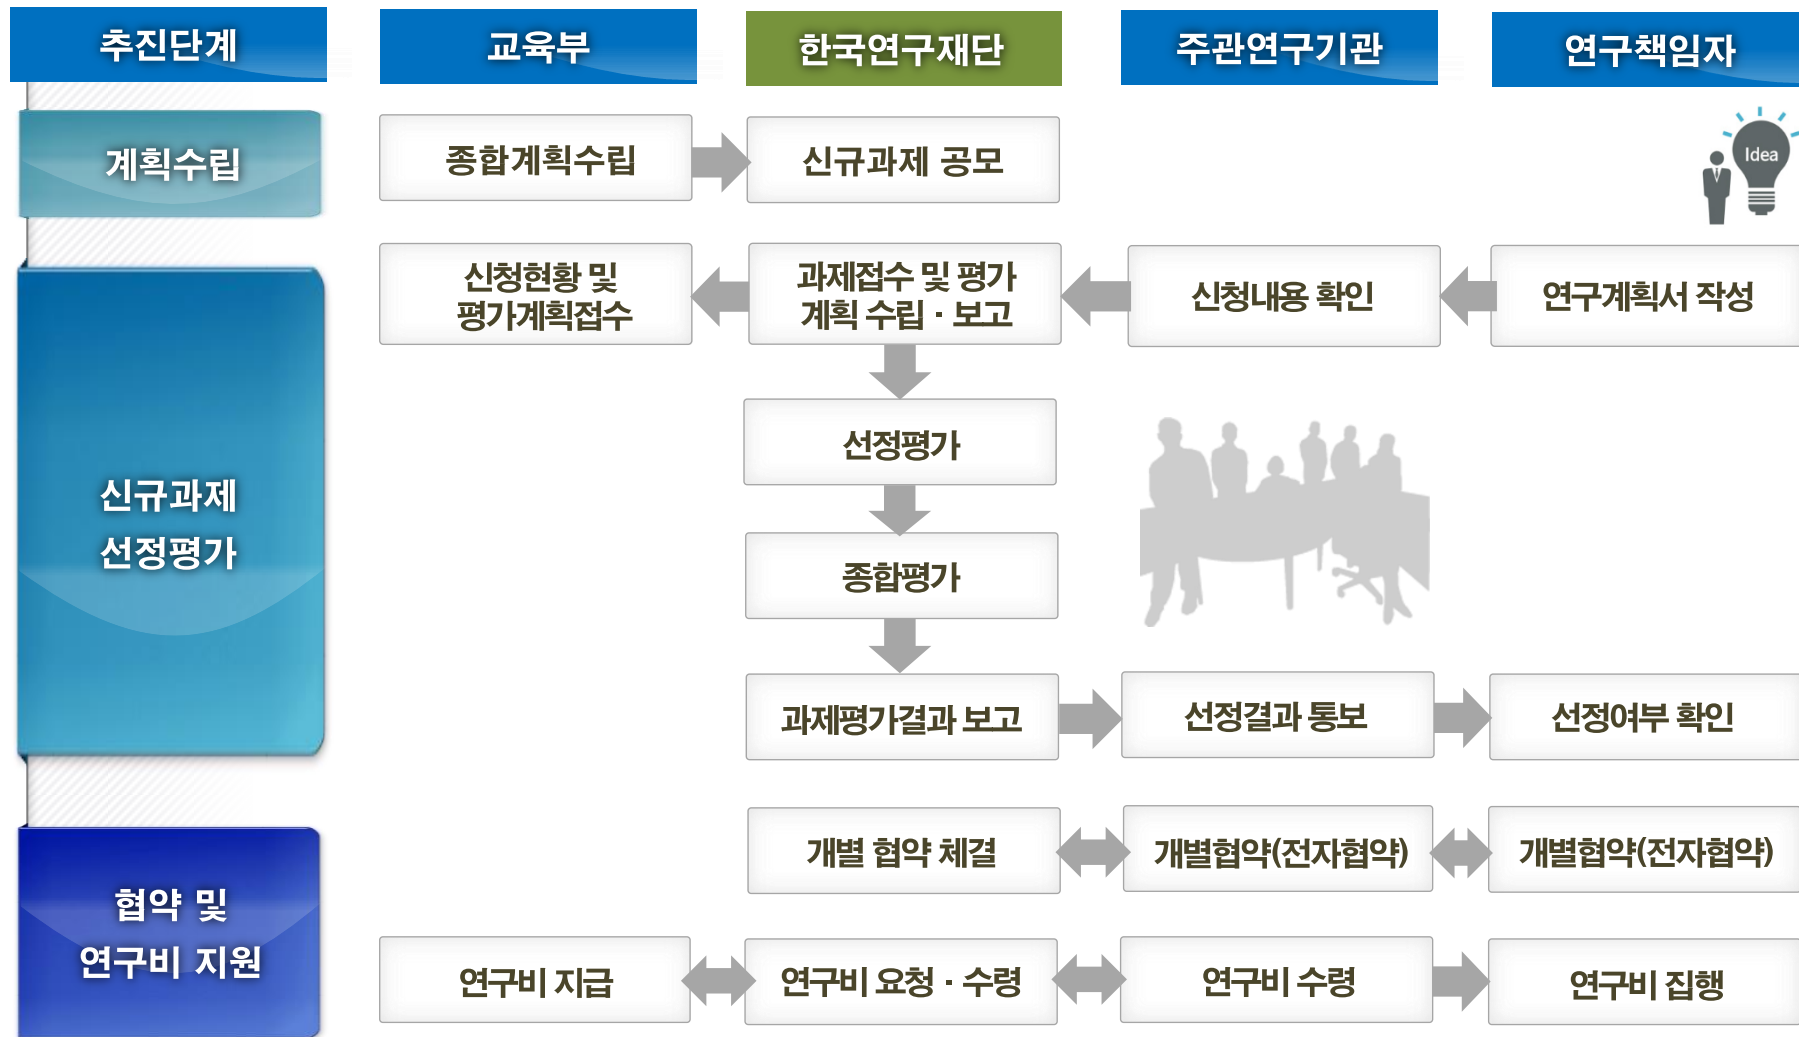 추진단계
교육부
한국연구재단
주관연구기관
연구책임자
계획수립
종합계획수립
신규과제 공모
Idea
신청현황 및
평가계획접수
과제접수 및 평가
계획 수립 · 보고
신청내용 확인
연구계획서 작성
신규과제
선정평가
선정평가
종합평가
과제평가결과 보고
선정결과 통보
선정여부 확인
협약 및
연구비 지원
개별 협약 체결
개별협약(전자협약)
개별협약(전자협약)
연구비 지급
연구비 요청 · 수령
연구비 수령
연구비 집행